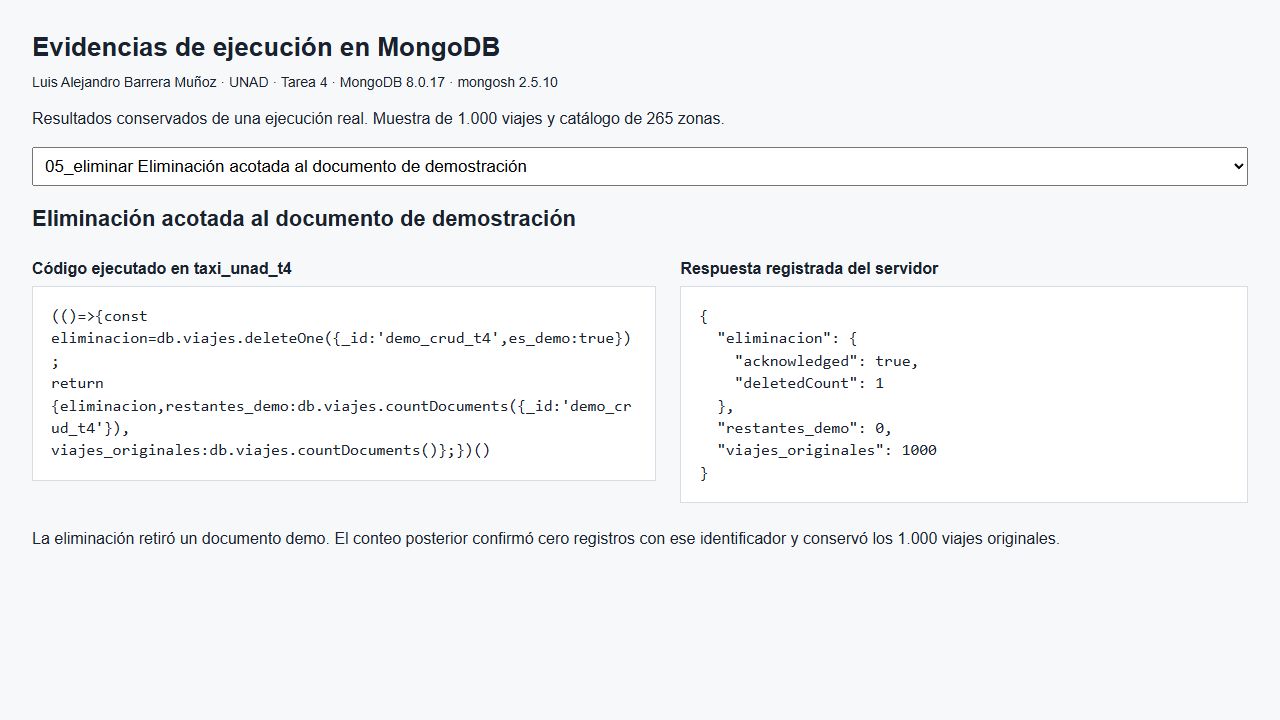 Evidencias de ejecución en MongoDB
Luis Alejandro Barrera Muñoz · UNAD · Tarea 4 · MongoDB 8.0.17 · mongosh 2.5.10
Resultados conservados de una ejecución real. Muestra de 1.000 viajes y catálogo de 265 zonas.
05_eliminar Eliminación acotada al documento de demostración
Eliminación acotada al documento de demostración
Código ejecutado en taxi_unad_t4
(()=>{const
eliminacion=db.viajes.deleteOne({_id:'demo_crud_t4',es_demo:true})
;
return
{eliminacion,restantes_demo:db.viajes.countDocuments({_id:'demo_cr
ud_t4'}),
viajes_originales:db.viajes.countDocuments()};})()
Respuesta registrada del servidor
{
  "eliminacion": {
    "acknowledged": true,
    "deletedCount": 1
  },
  "restantes_demo": 0,
  "viajes_originales": 1000
}
La eliminación retiró un documento demo. El conteo posterior confirmó cero registros con ese identificador y conservó los 1.000 viajes originales.